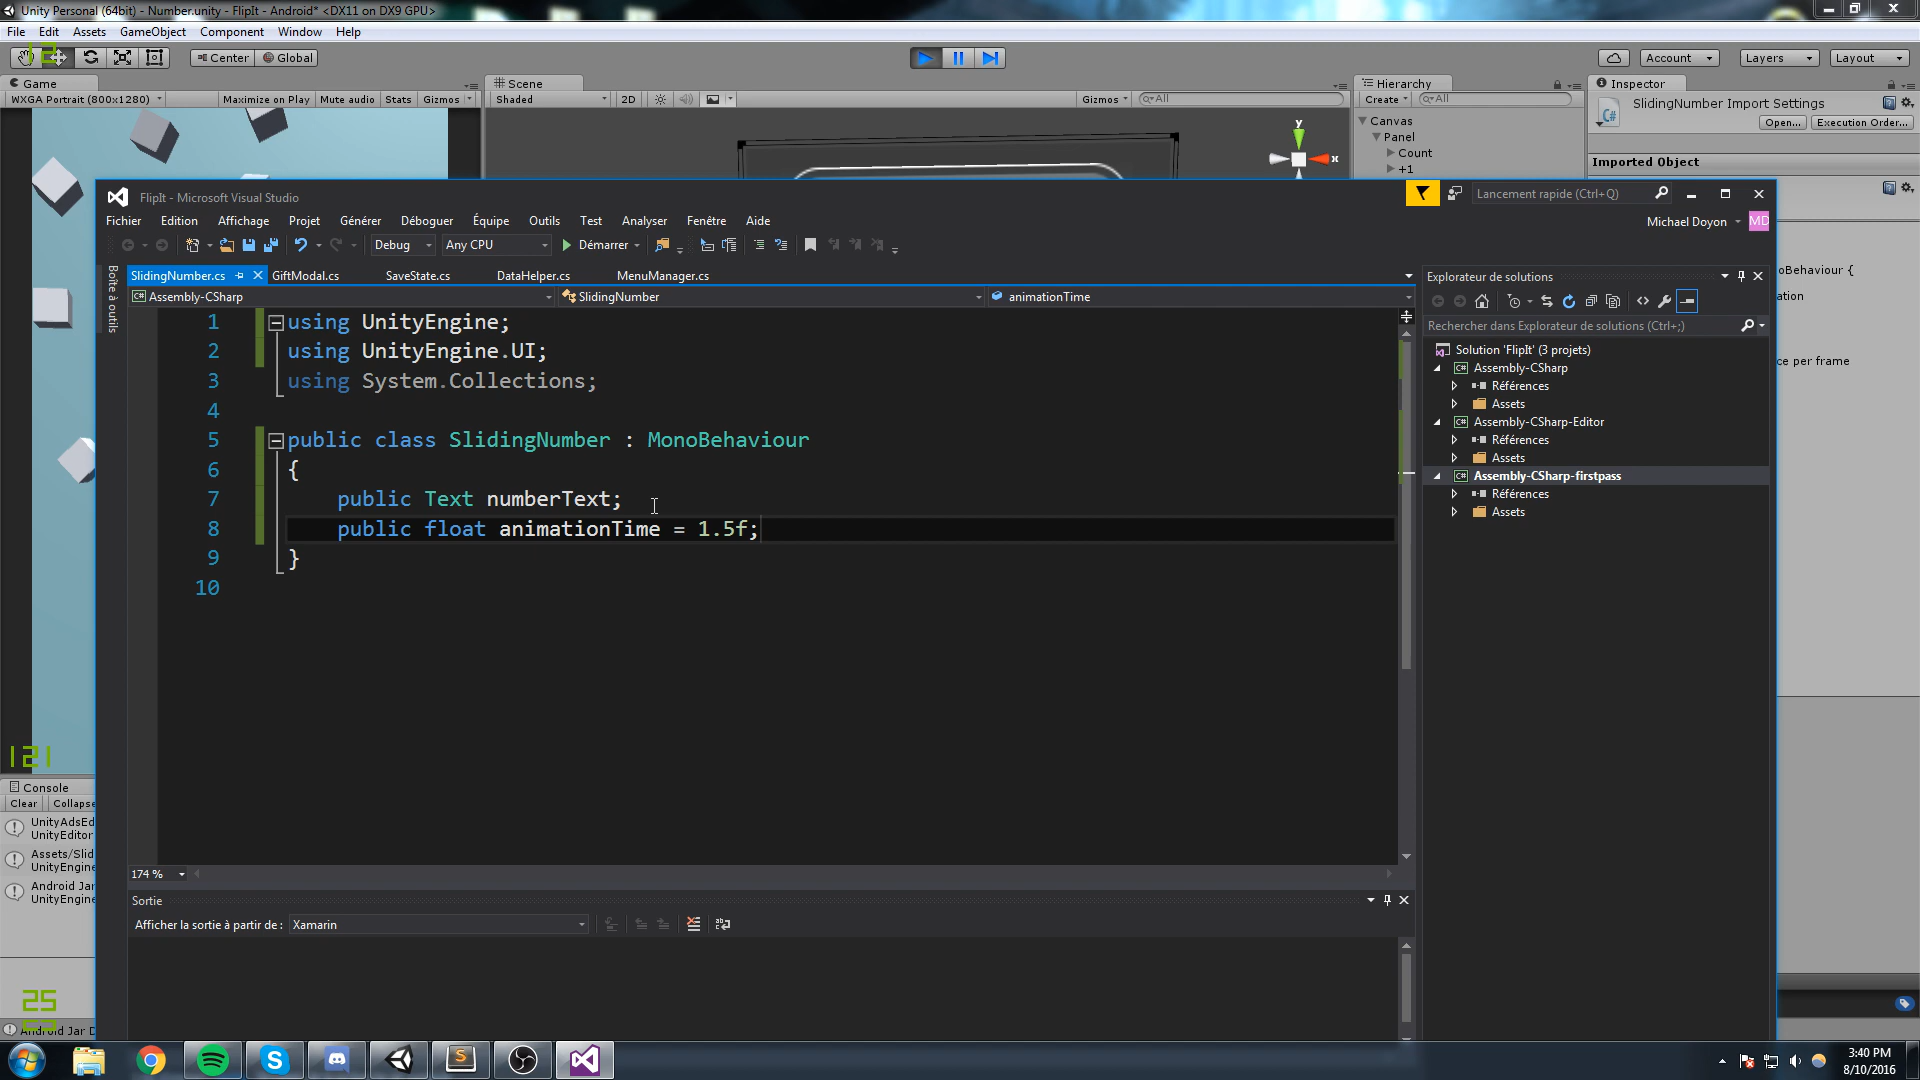 Unity Personal (64bit) - Number.unity - FlipIt - Android* <DX11 on DX9 GPU>
File Edit Assets GameObject Component Window Help
Center Global Account Layers Layout
Game Scene Hierarchy Inspector
WXGA Portrait (800x1280) Maximize on Play Mute audio Stats Gizmos Shaded 2D Gizmos All Create All
SlidingNumber Import Settings
Open... Execution Order...
Canvas
Panel
Count
+1
Imported Object
y
x
FlipIt - Microsoft Visual Studio
Lancement rapide (Ctrl+Q)
Fichier Edition Affichage Projet Générer Déboguer Équipe Outils Test Analyser Fenêtre Aide
Michael Doyon MD
Debug Any CPU Démarrer
SlidingNumber.cs GiftModal.cs SaveState.cs DataHelper.cs MenuManager.cs
Boîte à outils
Assembly-CSharp SlidingNumber animationTime
1 using UnityEngine;
2 using UnityEngine.UI;
3 using System.Collections;
4
5 public class SlidingNumber : MonoBehaviour
6 {
7 public Text numberText;
8 public float animationTime = 1.5f;
9 }
10
174 %
Sortie
Afficher la sortie à partir de : Xamarin
Explorateur de solutions
Rechercher dans Explorateur de solutions (Ctrl+;)
Solution 'FlipIt' (3 projets)
Assembly-CSharp
Références
Assets
Assembly-CSharp-Editor
Références
Assets
Assembly-CSharp-firstpass
Références
Assets
oBehaviour {
ation
ce per frame
121
Console
Clear Collapse
UnityAdsEd
UnityEditor
Assets/Slid
UnityEngine
Android Jar
UnityEngine
25
Android Jar D
3:40 PM
8/10/2016